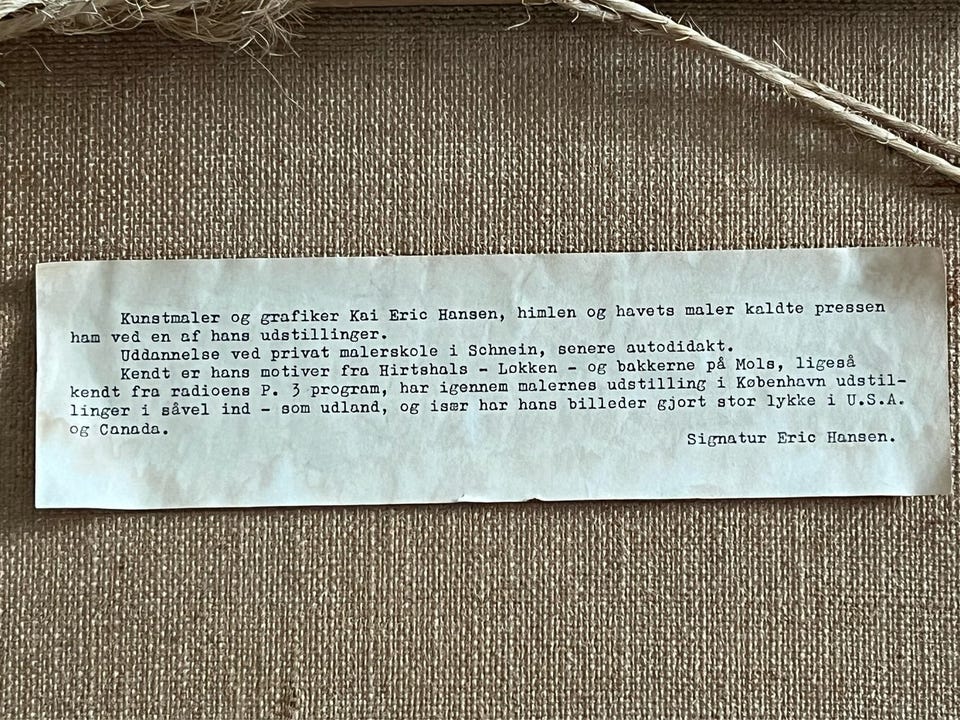 Kunstmaler og grafiker Kai Eric Hansen, himlen og havets maler kaldte pressen
ham ved en af hans udstillinger.
Uddannelse ved privat malerskole i Schnein, senere autodidakt.
Kendt er hans motiver fra Hirtshals - Løkken - og bakkerne på Mols, ligeså
kendt fra radioens P. 3 program, har igennem malernes udstilling i København udstil-
linger i såvel ind - som udland, og især har hans billeder gjort stor lykke i U.S.A.
og Canada.
Signatur Eric Hansen.